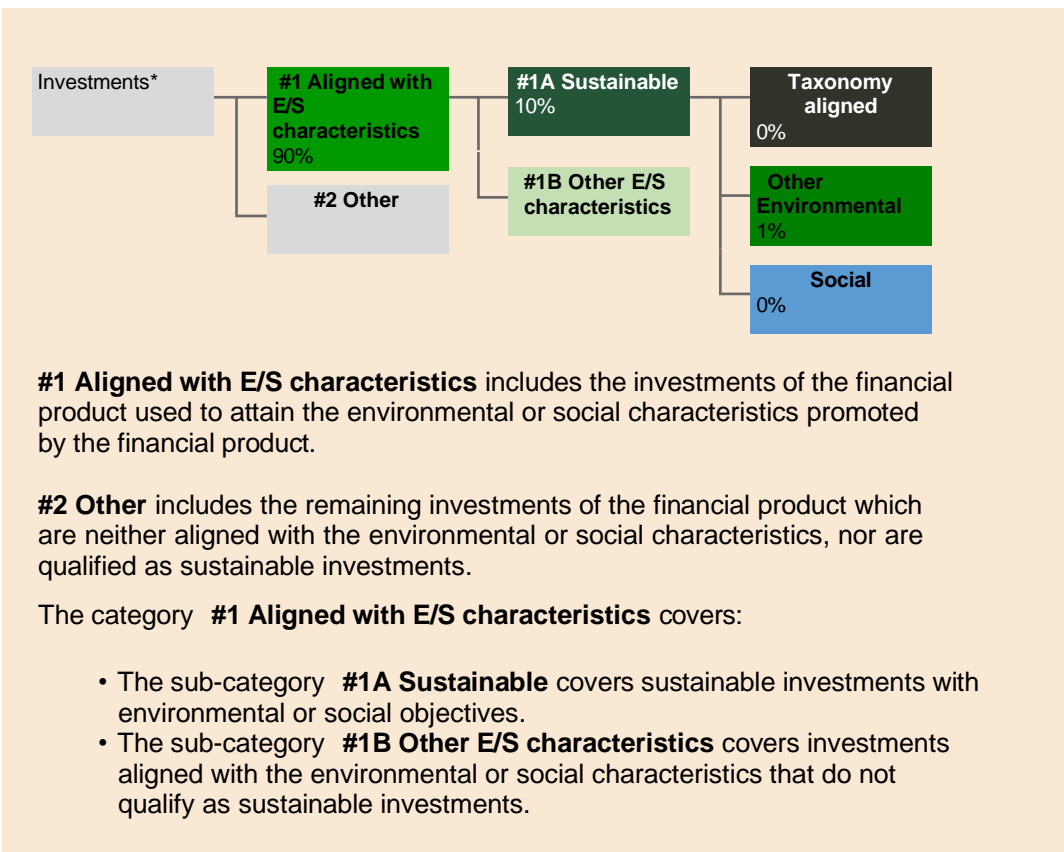 Investments*
#1 Aligned with
E/S
characteristics
90%
#2 Other
#1A Sustainable
10%
#1B Other E/S
characteristics
Taxonomy
aligned
0%
Other
Environmental
1%
Social
0%
#1 Aligned with E/S characteristics includes the investments of the financial
product used to attain the environmental or social characteristics promoted
by the financial product.
#2 Other includes the remaining investments of the financial product which
are neither aligned with the environmental or social characteristics, nor are
qualified as sustainable investments.
The category #1 Aligned with E/S characteristics covers:
• The sub-category #1A Sustainable covers sustainable investments with
environmental or social objectives.
• The sub-category #1B Other E/S characteristics covers investments
aligned with the environmental or social characteristics that do not
qualify as sustainable investments.